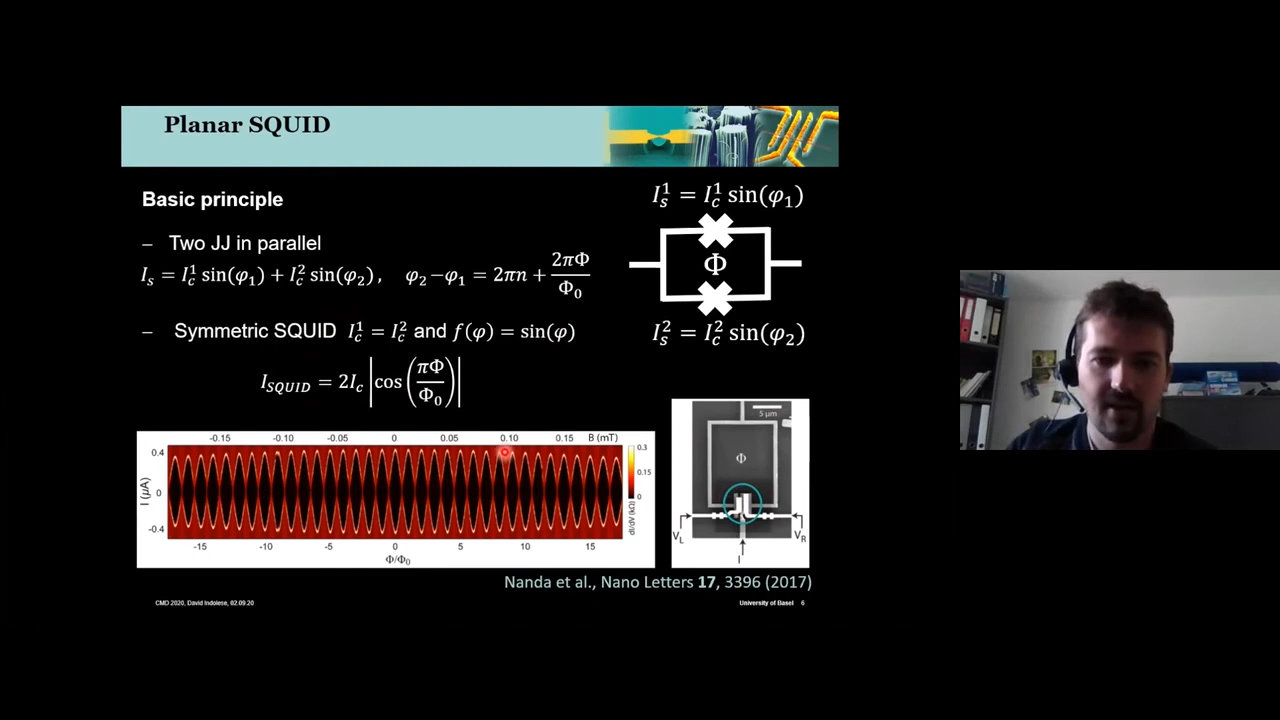 Planar SQUID
Basic principle
– Two JJ in parallel
I_s = I_c^1 sin(φ_1) + I_c^2 sin(φ_2), φ_2−φ_1 = 2πn + 2πΦ/Φ_0
– Symmetric SQUID I_c^1 = I_c^2 and f(φ) = sin(φ)
I_SQUID = 2I_c |cos(πΦ/Φ_0)|
I_s^1 = I_c^1 sin(φ_1)
Φ
I_s^2 = I_c^2 sin(φ_2)
-0.15 -0.10 -0.05 0 0.05 0.10 0.15 B (mT)
0.4
0
-0.4
I (μA)
-15 -10 -5 0 5 10 15
Φ/Φ₀
0.3
0.15
0
dI/dV (kΩ)
5 μm
Φ
V_L
V_R
I
Nanda et al., Nano Letters 17, 3396 (2017)
CMD 2020, David Indolese, 02.09.20
University of Basel 6